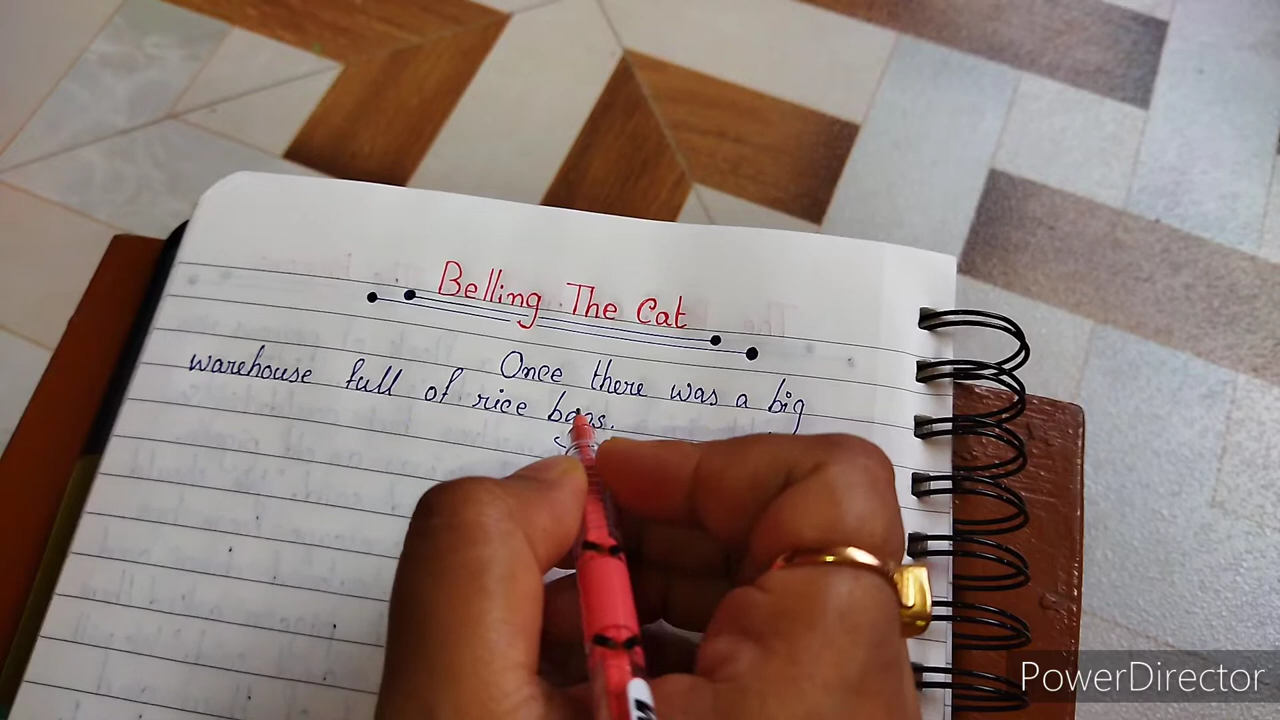 Belling The Cat
Once there was a big
warehouse full of rice bags.
PowerDirector